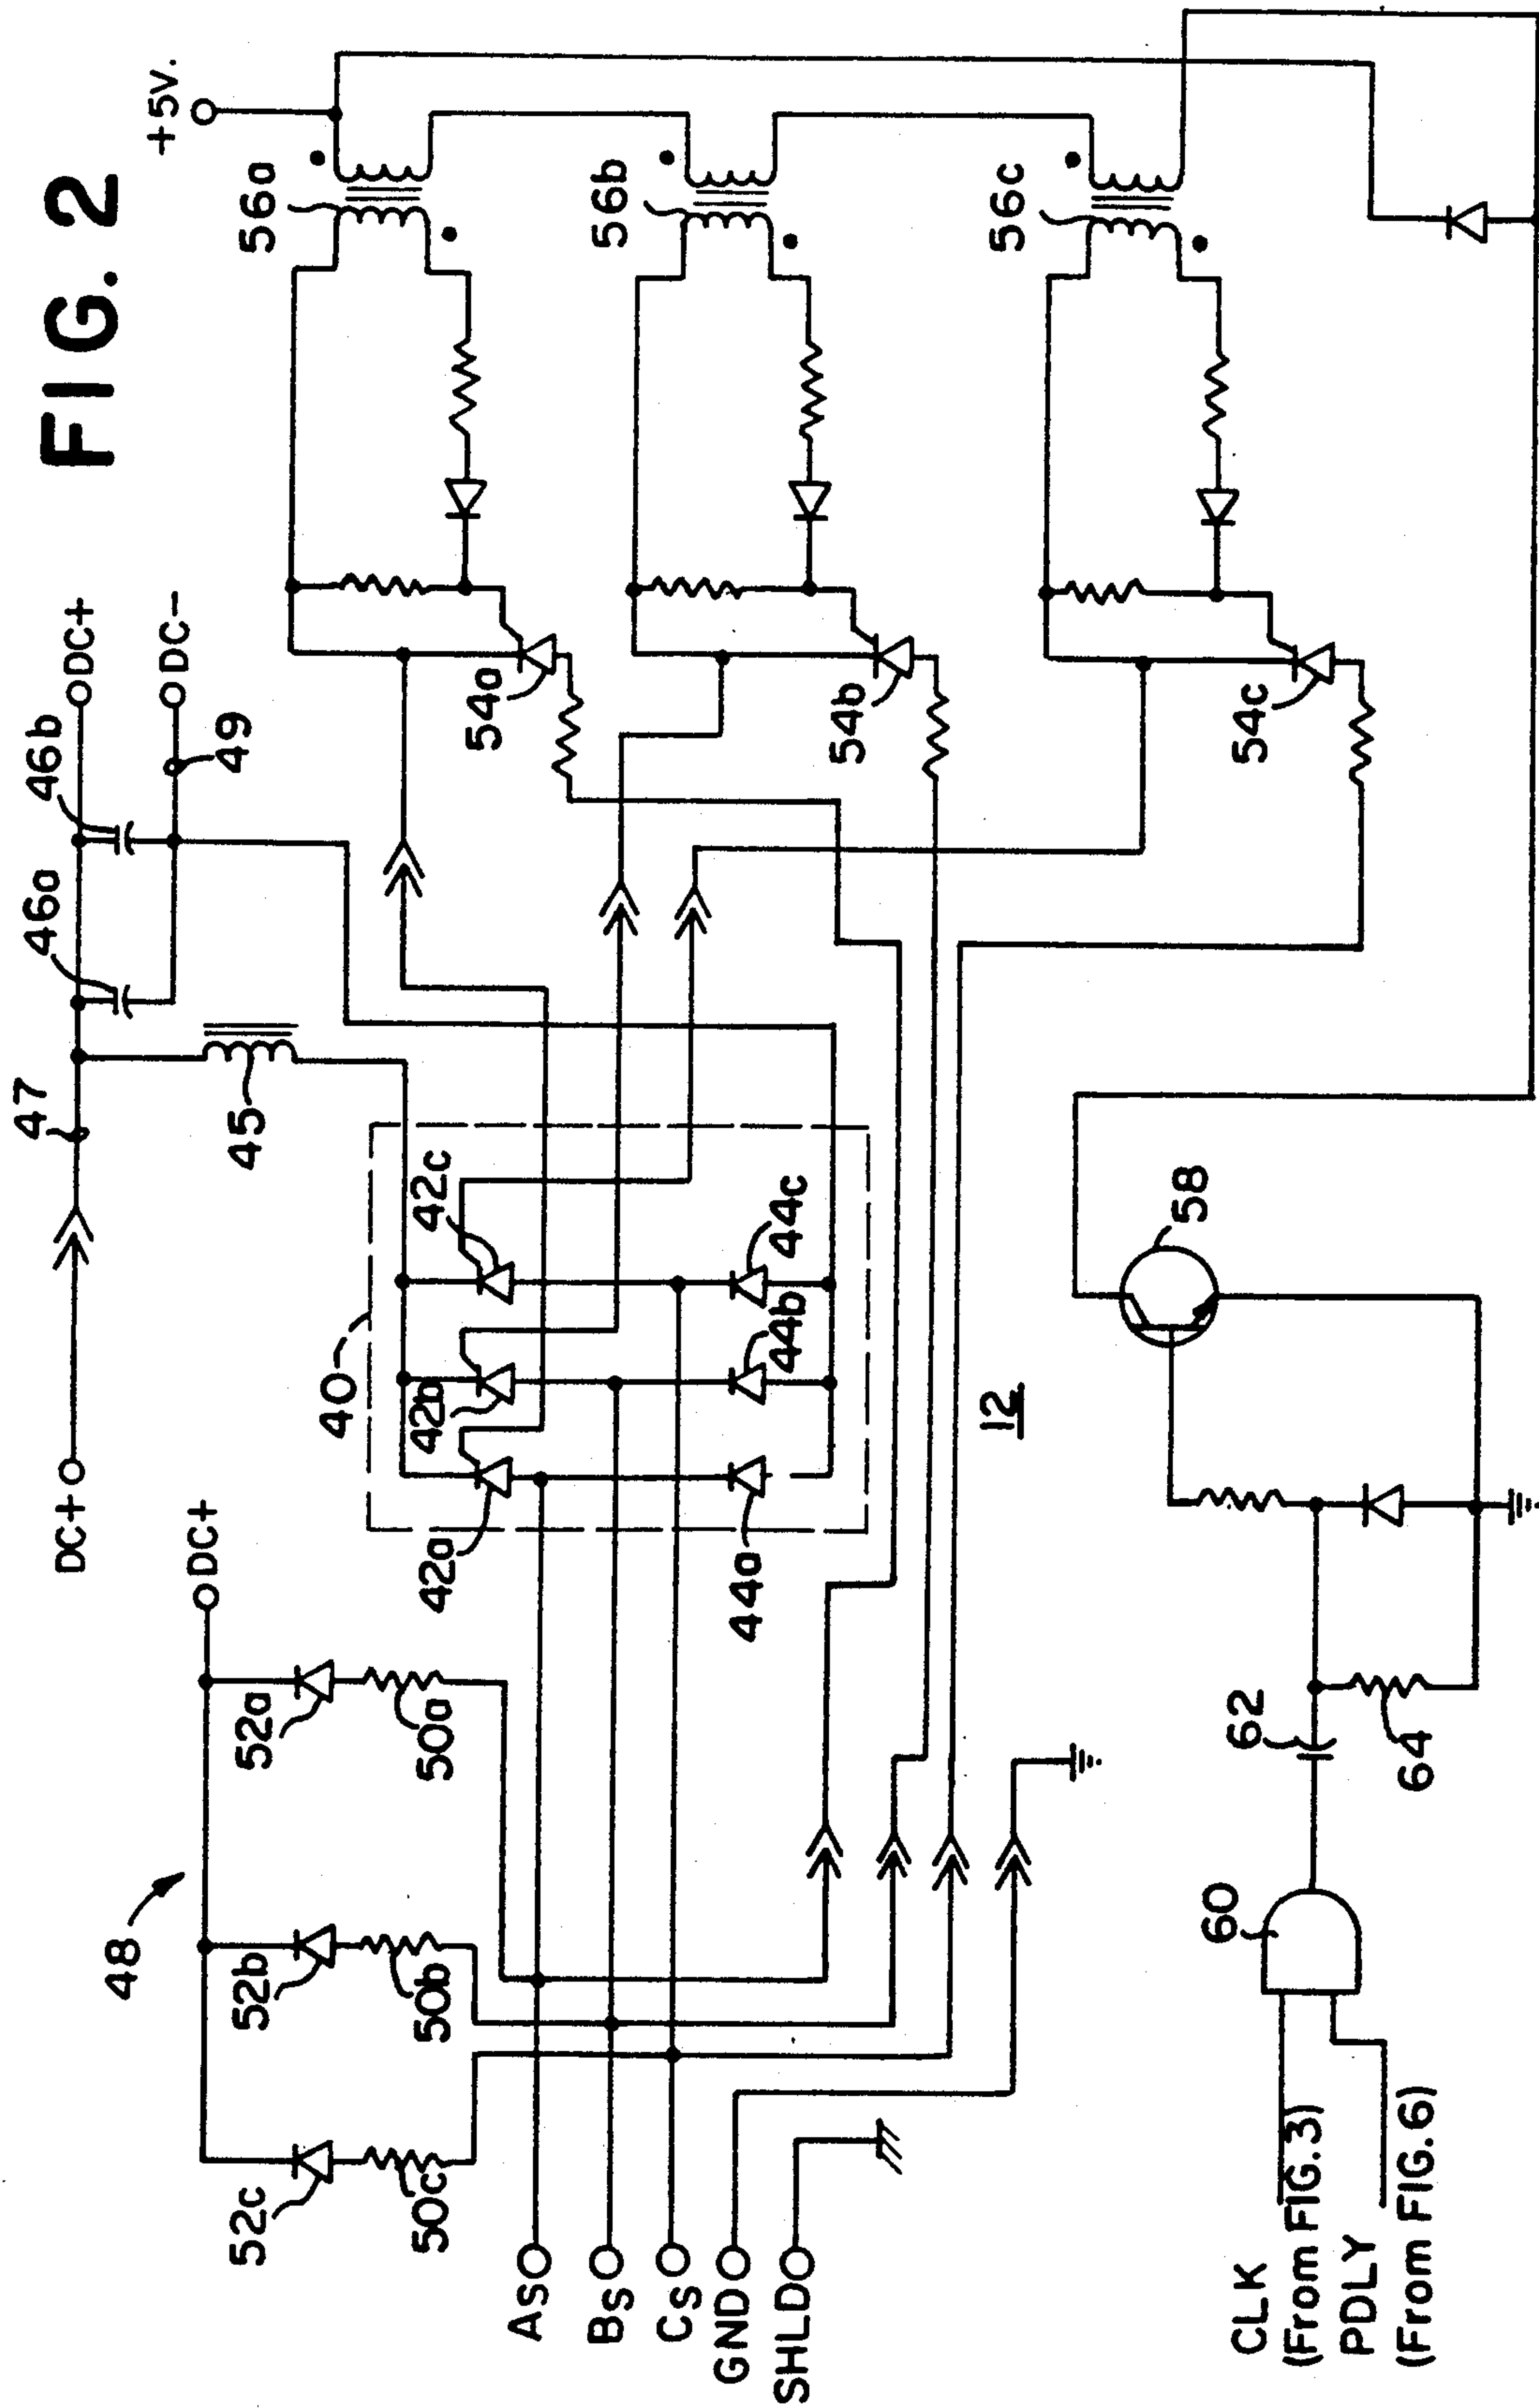 FIG. 2
+5V.
56a
56b
56c
DC+
DC-
46b
46a
49
47
45
DC+
54a
54b
54c
40
42a
42b
42c
44a
44b
44c
12
DC+
48
52a
52b
52c
50a
50b
50c
AS
BS
CS
GND
SHLD
58
60
62
64
CLK
(From FIG.3)
PDLY
(From FIG.6)